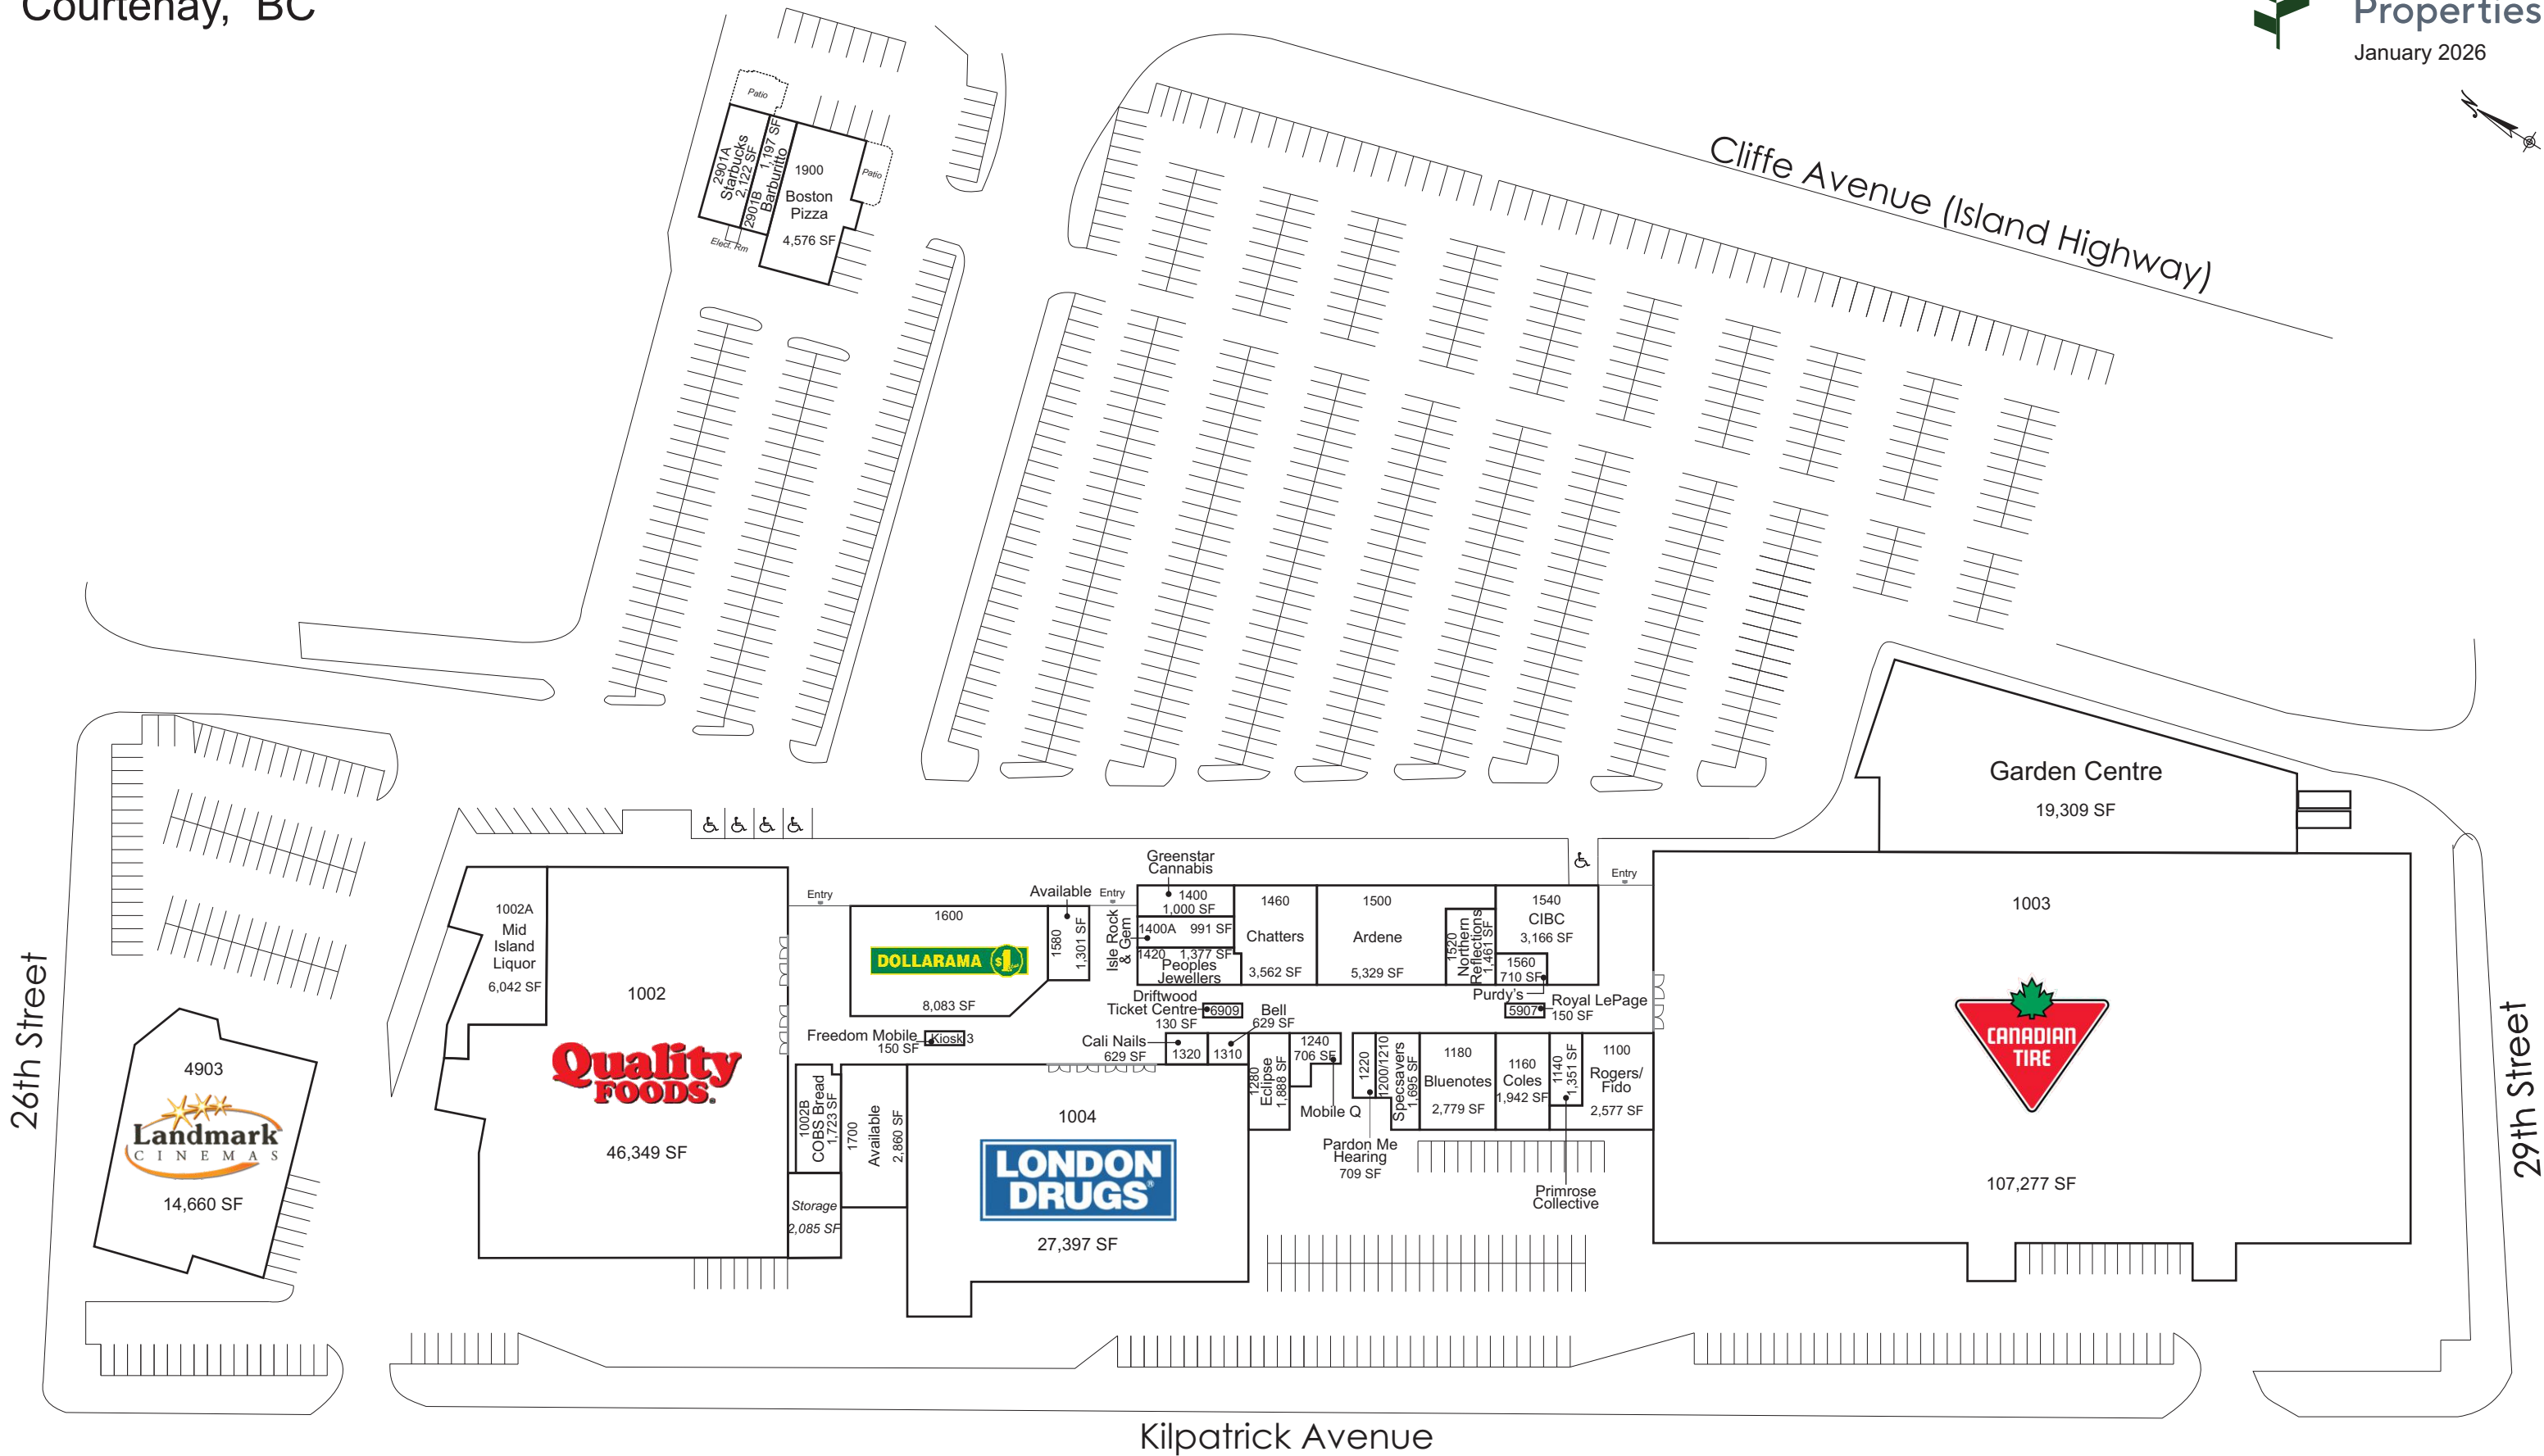 Courtenay, BC
Properties
January 2026
N
Cliffe Avenue (Island Highway)
Patio
2901A
Starbucks
2,122 SF
2901B
Barburrito
1,197 SF
1900
Boston
Pizza
4,576 SF
Patio
Elect. Rm
Garden Centre
19,309 SF
26th Street
29th Street
Kilpatrick Avenue
4903
Landmark
CINEMAS
14,660 SF
1002A
Mid
Island
Liquor
6,042 SF
1002
Quality
FOODS
46,349 SF
Entry
1600
DOLLARAMA $1
8,083 SF
Available
1580
1,301 SF
Entry
Greenstar
Cannabis
1400
1,000 SF
Isle Rock
& Gem
1400A 991 SF
1420 1,377 SF
Peoples
Jewellers
1460
Chatters
3,562 SF
1500
Ardene
5,329 SF
1520
Northern
Reflections
1,461 SF
1540
CIBC
3,166 SF
1560
710 SF
Purdy's
Entry
Driftwood
Ticket Centre
130 SF
6909
5907
Royal LePage
150 SF
Freedom Mobile
150 SF
Kiosk 3
Cali Nails
629 SF
1320
Bell
629 SF
1310
1002B
COBS Bread
1,723 SF
Storage
2,085 SF
1700
Available
2,860 SF
1004
LONDON
DRUGS®
27,397 SF
1280
Eclipse
1,888 SF
1240
706 SF
Mobile Q
1220
Pardon Me
Hearing
709 SF
1200/1210
Specsavers
1,695 SF
1180
Bluenotes
2,779 SF
1160
Coles
1,942 SF
1140
1,351 SF
Primrose
Collective
1100
Rogers/
Fido
2,577 SF
1003
CANADIAN
TIRE
107,277 SF